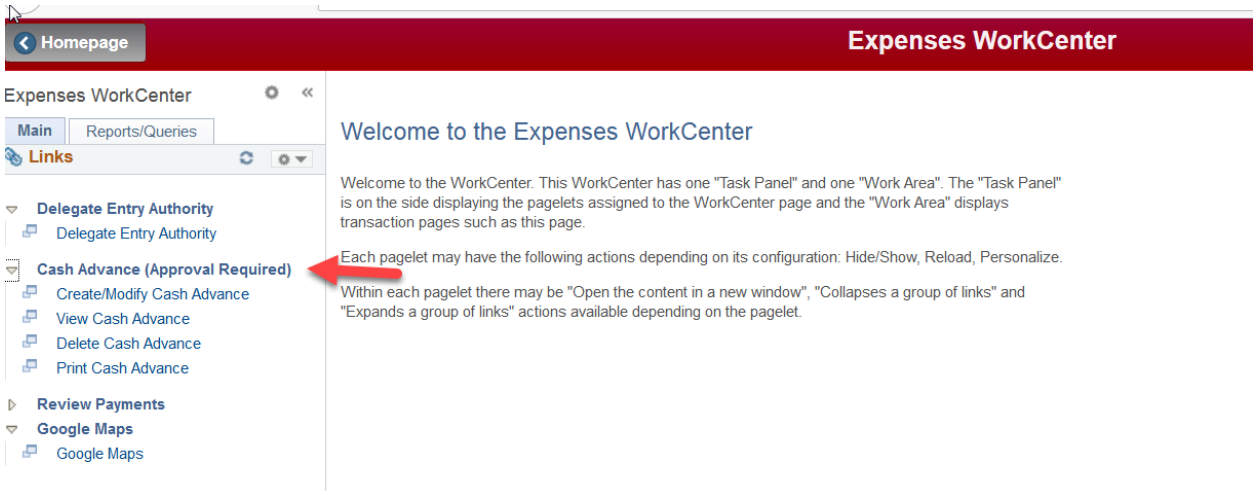 Homepage
Expenses WorkCenter
Expenses WorkCenter
«
Main
Reports/Queries
Links
Delegate Entry Authority
Delegate Entry Authority
Cash Advance (Approval Required)
Create/Modify Cash Advance
View Cash Advance
Delete Cash Advance
Print Cash Advance
Review Payments
Google Maps
Google Maps
Welcome to the Expenses WorkCenter
Welcome to the WorkCenter. This WorkCenter has one "Task Panel" and one "Work Area". The "Task Panel"
is on the side displaying the pagelets assigned to the WorkCenter page and the "Work Area" displays
transaction pages such as this page.
Each pagelet may have the following actions depending on its configuration: Hide/Show, Reload, Personalize.
Within each pagelet there may be "Open the content in a new window", "Collapses a group of links" and
"Expands a group of links" actions available depending on the pagelet.